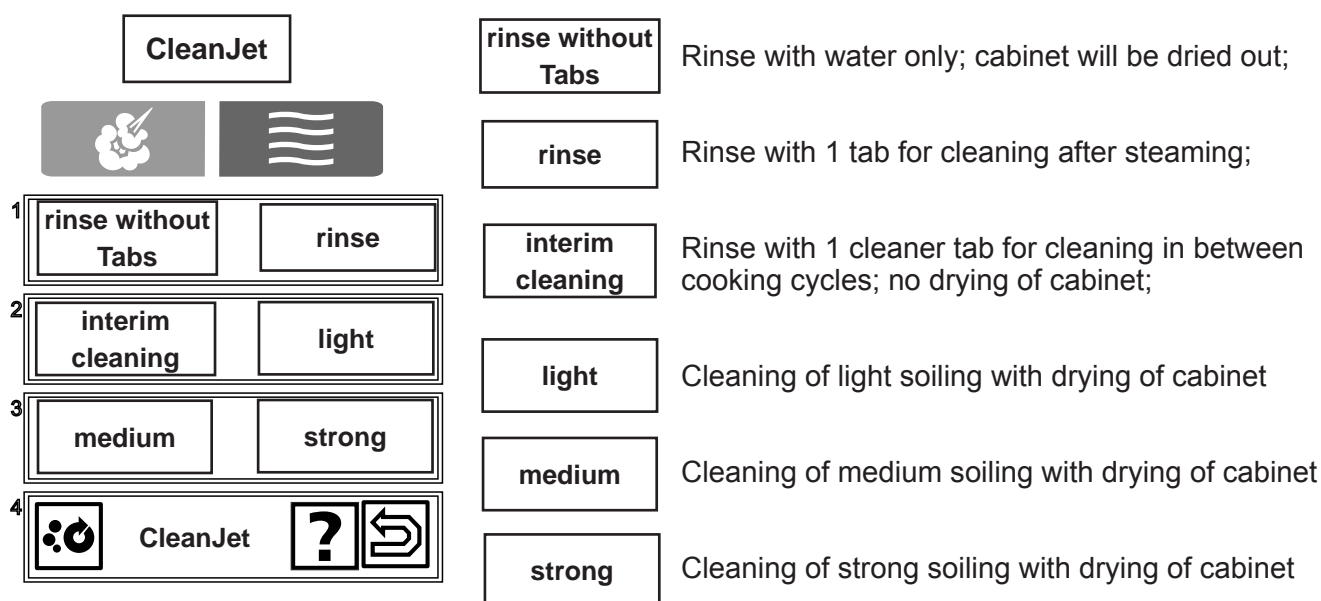 CleanJet
1
rinse without
Tabs
rinse
2
interim
cleaning
light
3
medium
strong
4
CleanJet
?
rinse without
Tabs
Rinse with water only; cabinet will be dried out;
rinse
Rinse with 1 tab for cleaning after steaming;
interim
cleaning
Rinse with 1 cleaner tab for cleaning in between
cooking cycles; no drying of cabinet;
light
Cleaning of light soiling with drying of cabinet
medium
Cleaning of medium soiling with drying of cabinet
strong
Cleaning of strong soiling with drying of cabinet